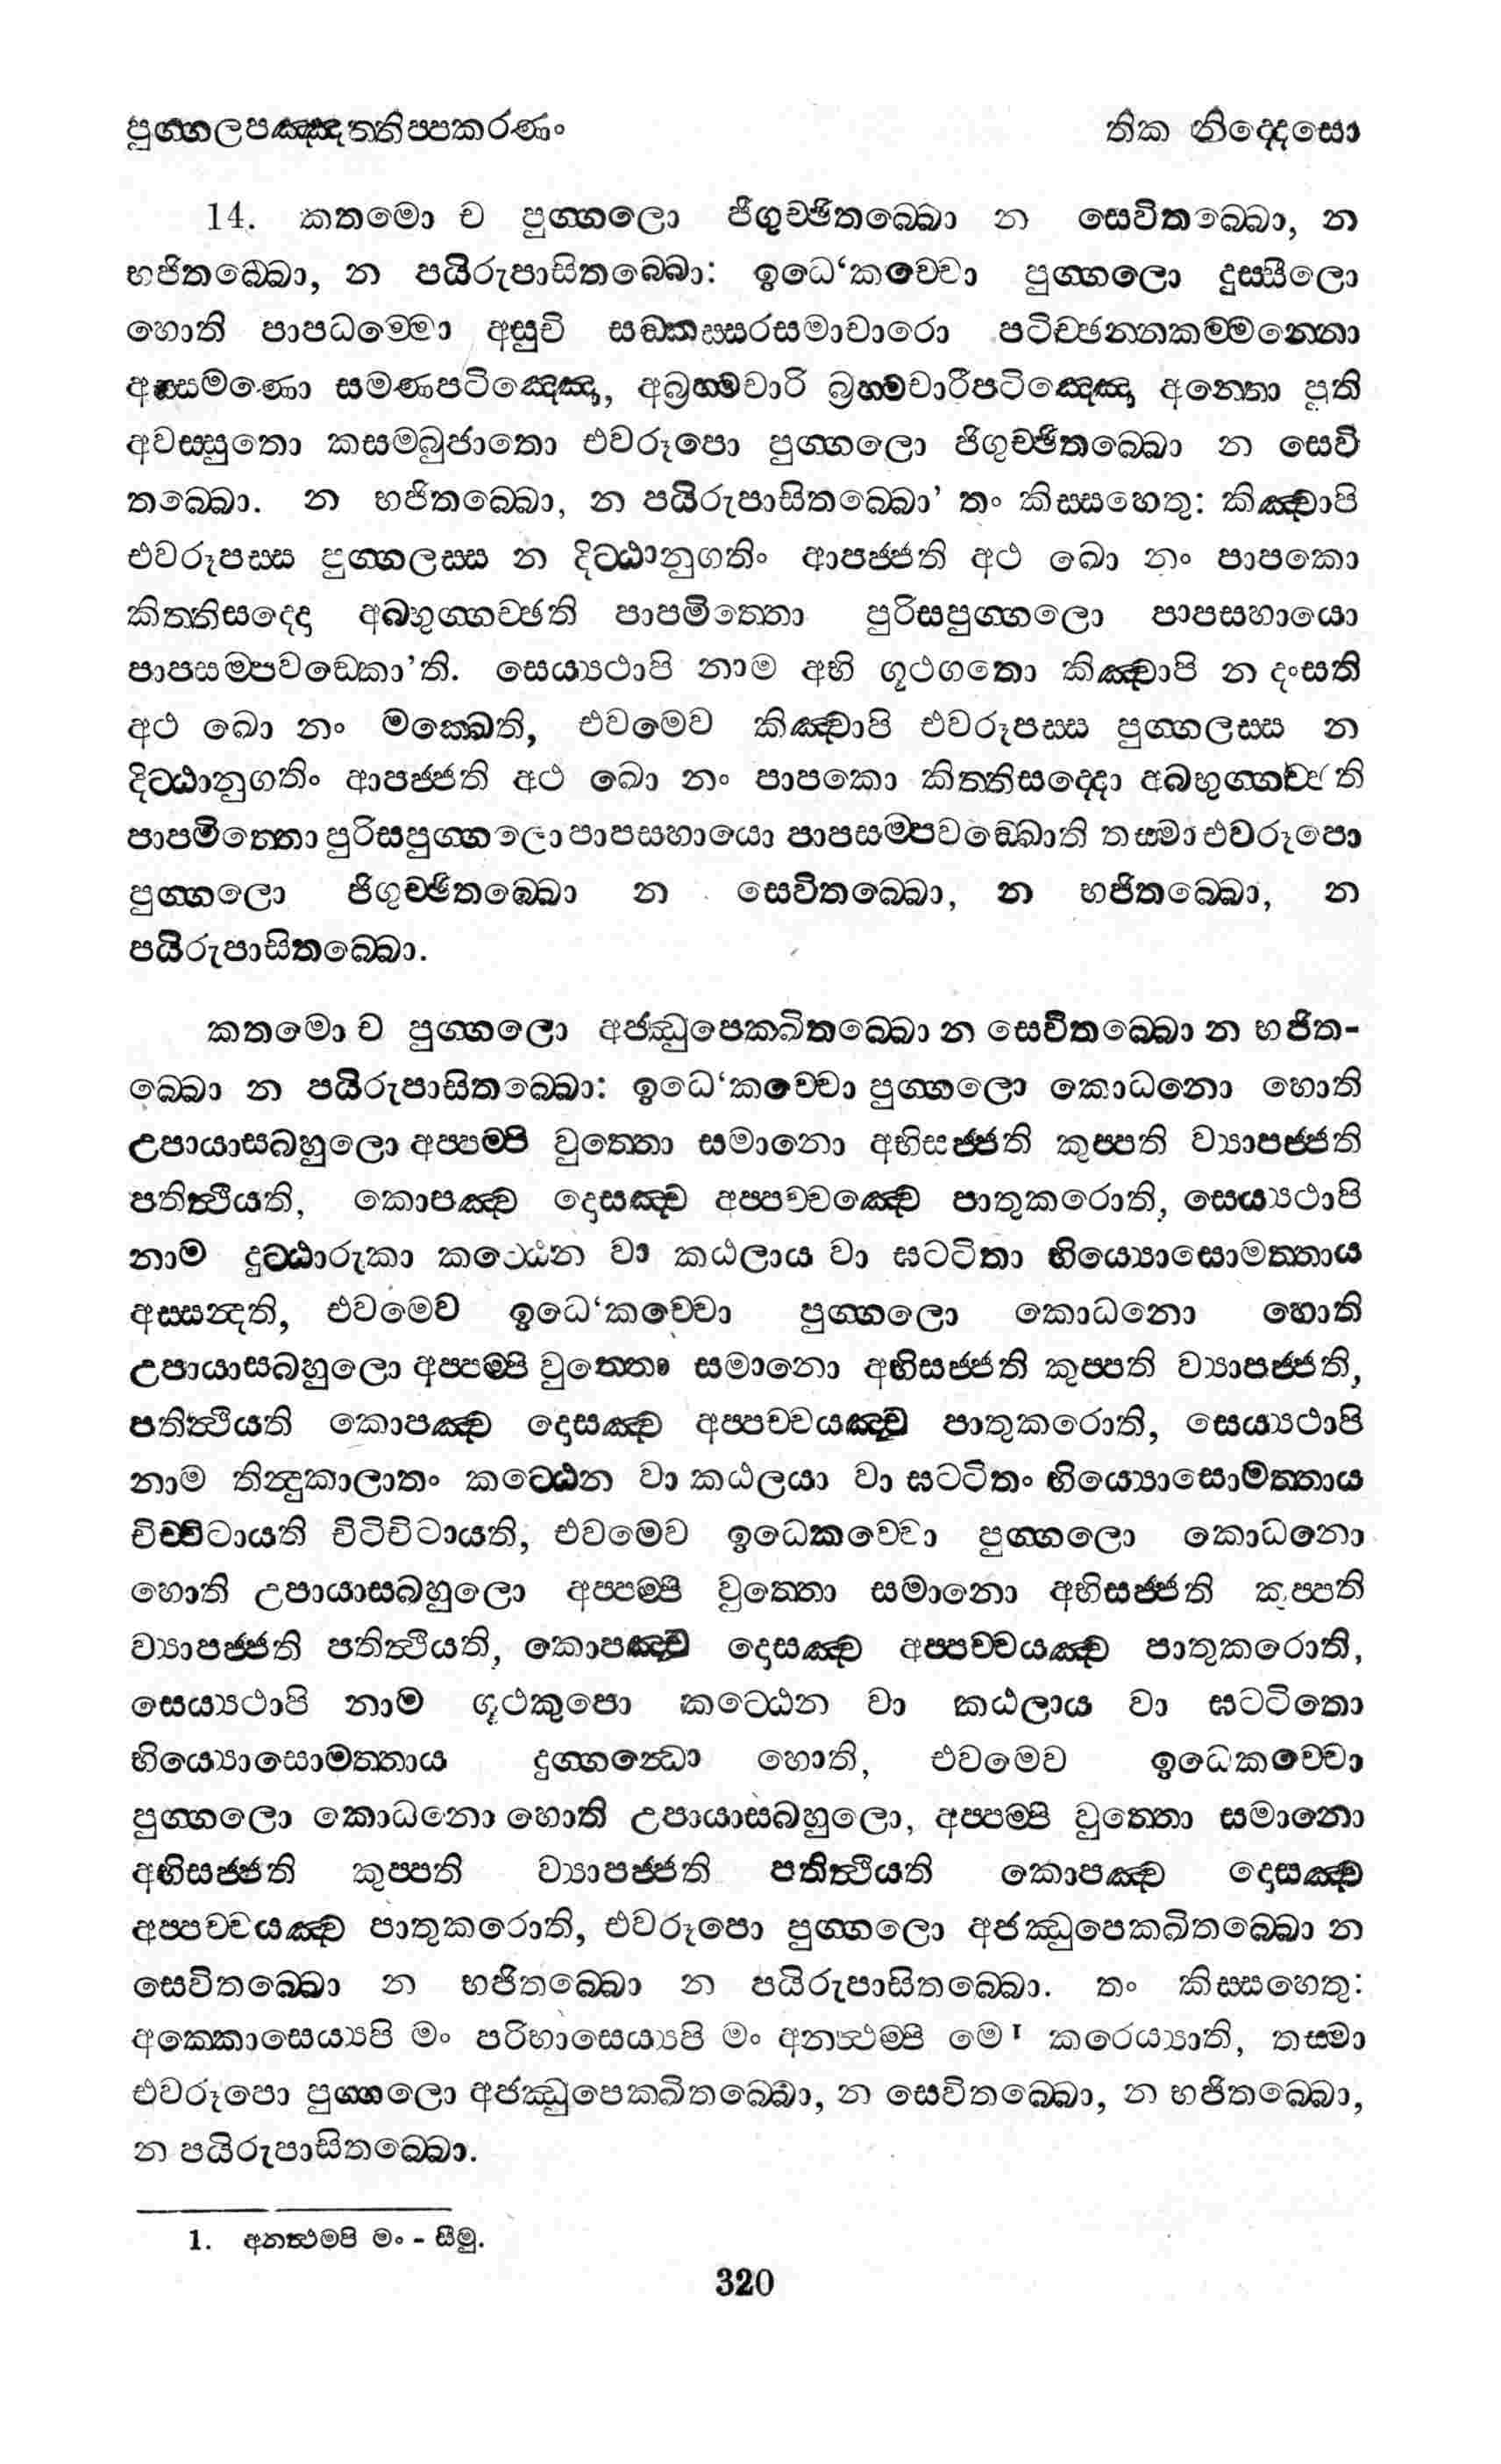 පුග්ගලපඤ්ඤත්තිප්පකරණං තික නිද්දෙසො
14. කතමො ච පුග්ගලො ජිගුච්ඡිතබ්බො න සෙවිතබ්බො, න
භජිතබ්බො, න පයිරුපාසිතබ්බො: ඉධෙ‘කච්චො පුග්ගලො දුස්සීලො
හොති පාපධම්මො අසුචි සඞ්කස්සරසමාචාරො පටිච්ඡන්නකම්මන්තො
අස්සමණො සමණපටිඤ්ඤො, අබ්‍රහ්මචාරි බ්‍රහ්මචාරීපටිඤ්ඤො අන්තො පූති
අවස්සුතො කසම්බුජාතො එවරූපො පුග්ගලො ජිගුච්ඡිතබ්බො න සෙවි
තබ්බො. න භජිතබ්බො, න පයිරුපාසිතබ්බො’ තං කිස්සහෙතු: කිඤ්චාපි
එවරූපස්ස පුග්ගලස්ස න දිට්ඨානුගතිං ආපජ්ජති අථ ඛො නං පාපකො
කිත්තිසද්දො අබ්භුග්ගච්ඡති පාපමිත්තො පුරිසපුග්ගලො පාපසහායො
පාපසම්පවඞ්කො’ති. සෙය්‍යථාපි නාම අභි ගූථගතො කිඤ්චාපි න දංසති
අථ ඛො නං මක්ඛෙති, එවමෙව කිඤ්චාපි එවරූපස්ස පුග්ගලස්ස න
දිට්ඨානුගතිං ආපජ්ජති අථ ඛො නං පාපකො කිත්තිසද්දො අබ්භුග්ගච්ඡති
පාපමිත්තො පුරිසපුග්ගලො පාපසහායො පාපසම්පවඞ්ඛොති තස්මා එවරූපො
පුග්ගලො ජිගුච්ඡිතබ්බො න සෙවිතබ්බො, න භජිතබ්බො, න
පයිරුපාසිතබ්බො.
කතමො ච පුග්ගලො අජ්ඣුපෙක්ඛිතබ්බො න සෙවිතබ්බො න භජිත-
බ්බො න පයිරුපාසිතබ්බො: ඉධෙ‘කච්චො පුග්ගලො කොධනො හොති
උපායාසබහුලො අප්පම්පි වුත්තො සමානො අභිසජ්ජති කුප්පති ව්‍යාපජ්ජති
පතිත්ථීයති, කොපඤ්ච දොසඤ්ච අප්පච්චඤ්චෙ පාතුකරොති, සෙය්‍යථාපි
නාම දුට්ඨාරුකා කට්ඨෙන වා කඨලාය වා ඝට්ටිතා භිය්‍යොසොමත්තාය
අස්සන්දති, එවමෙව ඉධෙ‘කච්චො පුග්ගලො කොධනො හොති
උපායාසබහුලො අප්පම්පි වුත්තො සමානො අභිසජ්ජති කුප්පති ව්‍යාපජ්ජති,
පතිත්ථියති කොපඤ්ච දොසඤ්ච අප්පච්චයඤ්ච පාතුකරොති, සෙය්‍යථාපි
නාම තින්දුකාලාතං කට්ඨෙන වා කඨලයා වා ඝට්ටිතං භිය්‍යොසොමත්තාය
චිච්චිටායති චිටිචිටායති, එවමෙව ඉධෙකච්චො පුග්ගලො කොධනො
හොති උපායාසබහුලො අප්පම්පි වුත්තො සමානො අභිසජ්ජති කුප්පති
ව්‍යාපජ්ජති පතිත්ථීයති, කොපඤ්ච දොසඤ්ච අප්පච්චයඤ්ච පාතුකරොති,
සෙය්‍යථාපි නාම ගූථකුපො කට්ඨෙන වා කඨලාය වා ඝට්ටිතො
භිය්‍යොසොමත්තාය දුග්ගන්ධො හොති, එවමෙව ඉධෙකච්චො
පුග්ගලො කොධනො හොති උපායාසබහුලො, අප්පම්පි වුත්තො සමානො
අභිසජ්ජති කුප්පති ව්‍යාපජ්ජති පතිත්ථියති කොපඤ්ච දොසඤ්ච
අප්පච්චයඤ්ච පාතුකරොති, එවරූපො පුග්ගලො අජ්ඣුපෙක්ඛිතබ්බො න
සෙවිතබ්බො න භජිතබ්බො න පයිරුපාසිතබ්බො. තං කිස්සහෙතු:
අක්කොසෙය්‍යපි මං පරිභාසෙය්‍යපි මං අනත්ථම්පි මෙ1 කරෙය්‍යාති, තස්මා
එවරූපො පුග්ගලො අජ්ඣුපෙක්ඛිතබ්බො, න සෙවිතබ්බො, න භජිතබ්බො,
න පයිරුපාසිතබ්බො.
1. අනත්ථමපි මං - සීමු.
320